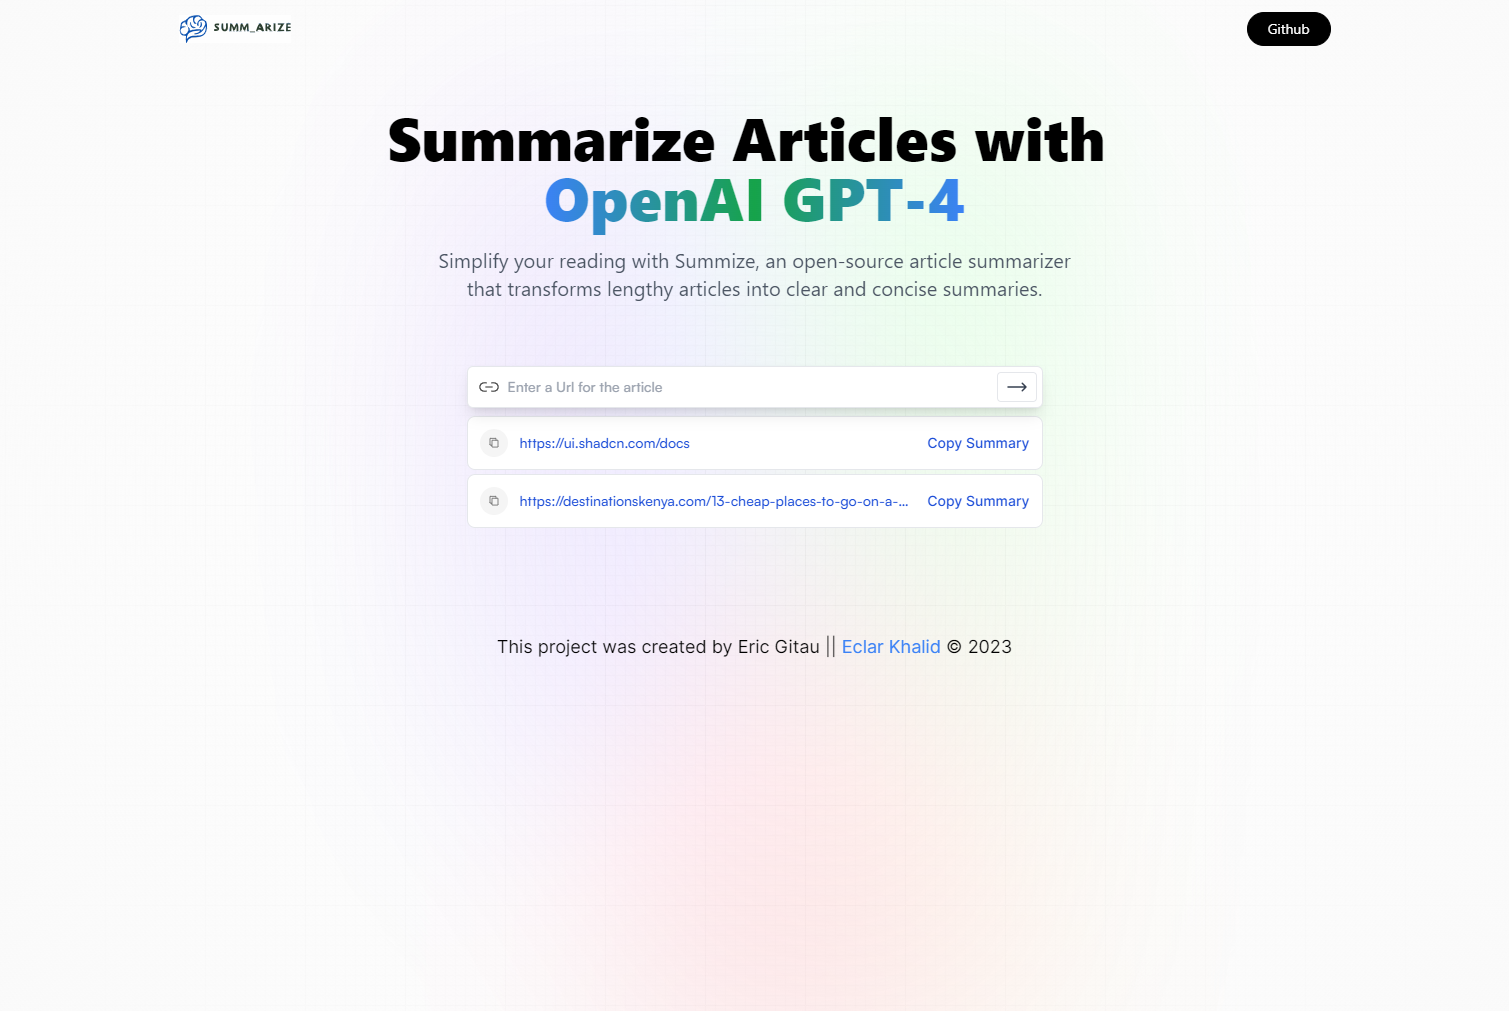 SUMM_ARIZE
Github
Summarize Articles with
OpenAI GPT-4
Simplify your reading with Summize, an open-source article summarizer
that transforms lengthy articles into clear and concise summaries.
Enter a Url for the article
https://ui.shadcn.com/docs Copy Summary
https://destinationskenya.com/13-cheap-places-to-go-on-a-... Copy Summary
This project was created by Eric Gitau || Eclar Khalid © 2023